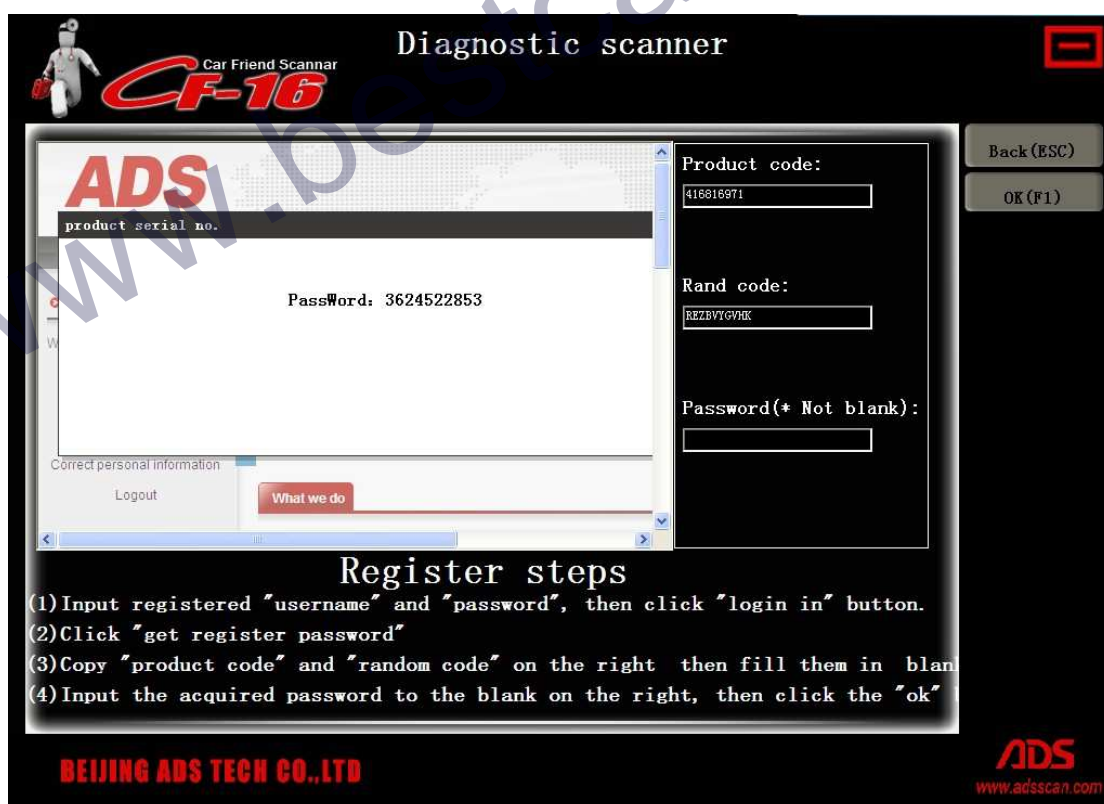 Diagnostic scanner
Car Friend Scannar
CF-16
Back(ESC)
OK(F1)
ADS
product serial no.
PassWord: 3624522853
Correct personal information
Logout
What we do
Product code:
416816971
Rand code:
REZBVYGVHK
Password(* Not blank):
Register steps
(1)Input registered "username" and "password", then click "login in" button.
(2)Click "get register password"
(3)Copy "product code" and "random code" on the right then fill them in blan
(4)Input the acquired password to the blank on the right, then click the "ok"
BEIJING ADS TECH CO.,LTD
ADS
www.adsscan.com